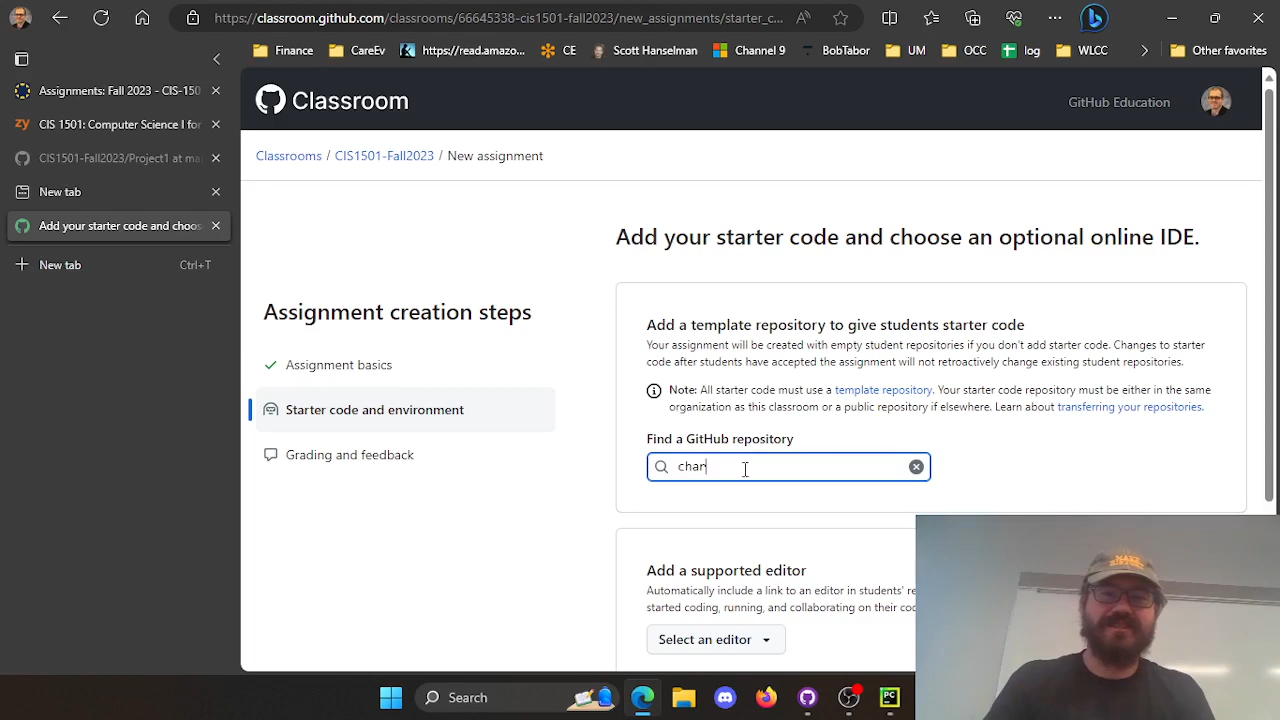 https://classroom.github.com/classrooms/66645338-cis1501-fall2023/new_assignments/starter_c...
Finance
CareEv
https://read.amazo...
CE
Scott Hanselman
Channel 9
BobTabor
UM
OCC
log
WLCC
Other favorites
Assignments: Fall 2023 - CIS-150
zy CIS 1501: Computer Science I for
CIS1501-Fall2023/Project1 at ma
New tab
Add your starter code and choos
New tab Ctrl+T
Classroom
GitHub Education
Classrooms / CIS1501-Fall2023 / New assignment
Assignment creation steps
Assignment basics
Starter code and environment
Grading and feedback
Add your starter code and choose an optional online IDE.
Add a template repository to give students starter code
Your assignment will be created with empty student repositories if you don't add starter code. Changes to starter
code after students have accepted the assignment will not retroactively change existing student repositories.
Note: All starter code must use a template repository. Your starter code repository must be either in the same
organization as this classroom or a public repository if elsewhere. Learn about transferring your repositories.
Find a GitHub repository
char
Add a supported editor
Automatically include a link to an editor in students' re
started coding, running, and collaborating on their co
Select an editor
Search
PC